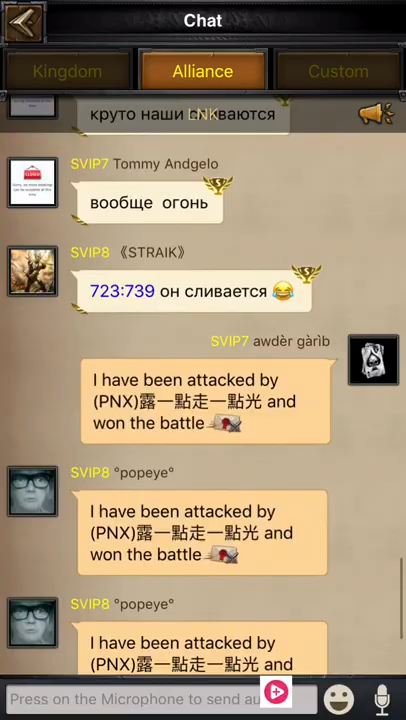 Chat
Kingdom
Alliance
Custom
LNK
круто наши сливаются
SVIP7 Tommy Andgelo
вообще огонь
SVIP8 《STRAIK》
723:739 он сливается 😂
SVIP7 awdèr gàrìb
I have been attacked by
(PNX)露一點走一點光 and
won the battle
SVIP8 °popeye°
I have been attacked by
(PNX)露一點走一點光 and
won the battle
SVIP8 °popeye°
I have been attacked by
(PNX)露一點走一點光 and
Press on the Microphone to send au